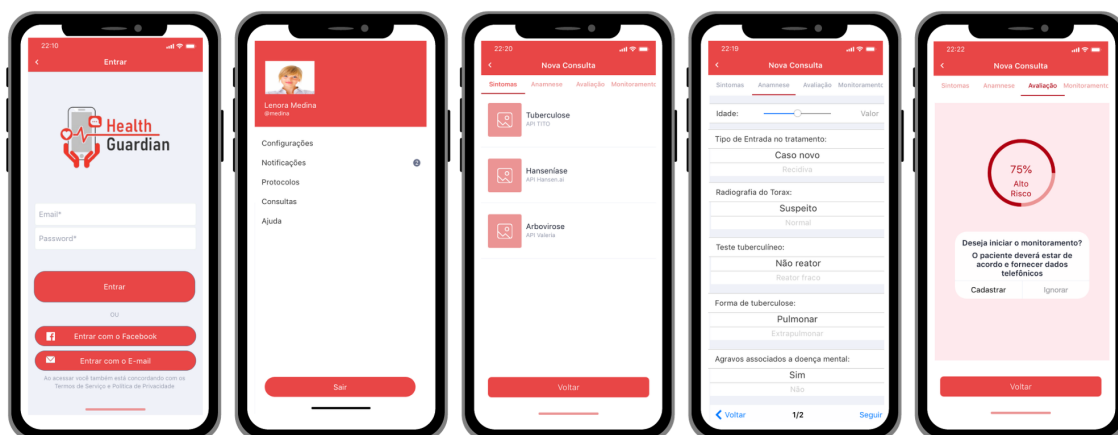 22:10
Entrar
Health
Guardian
Email*
Password*
Entrar
OU
Entrar com o Facebook
Entrar com o E-mail
Ao acessar você também está concordando com os
Termos de Serviço e Política de Privacidade
Lenora Medina
@medina
Configurações
Notificações 2
Protocolos
Consultas
Ajuda
Sair
22:20
Nova Consulta
Sintomas Anamnese Avaliação Monitoramento
Tuberculose
API TITO
Hanseníase
API Hansen.ai
Arbovirose
API Valeria
Voltar
22:19
Nova Consulta
Sintomas Anamnese Avaliação Monitoramento
Idade: Valor
Tipo de Entrada no tratamento:
Caso novo
Recidiva
Radiografia do Torax:
Suspeito
Normal
Teste tuberculíneo:
Não reator
Reator fraco
Forma de tuberculose:
Pulmonar
Extrapulmonar
Agravos associados a doença mental:
Sim
Não
Voltar 1/2 Seguir
22:22
Nova Consulta
Sintomas Anamnese Avaliação Monitoramento
75%
Alto
Risco
Deseja iniciar o monitoramento?
O paciente deverá estar de
acordo e fornecer dados
telefônicos
Cadastrar Ignorar
Voltar